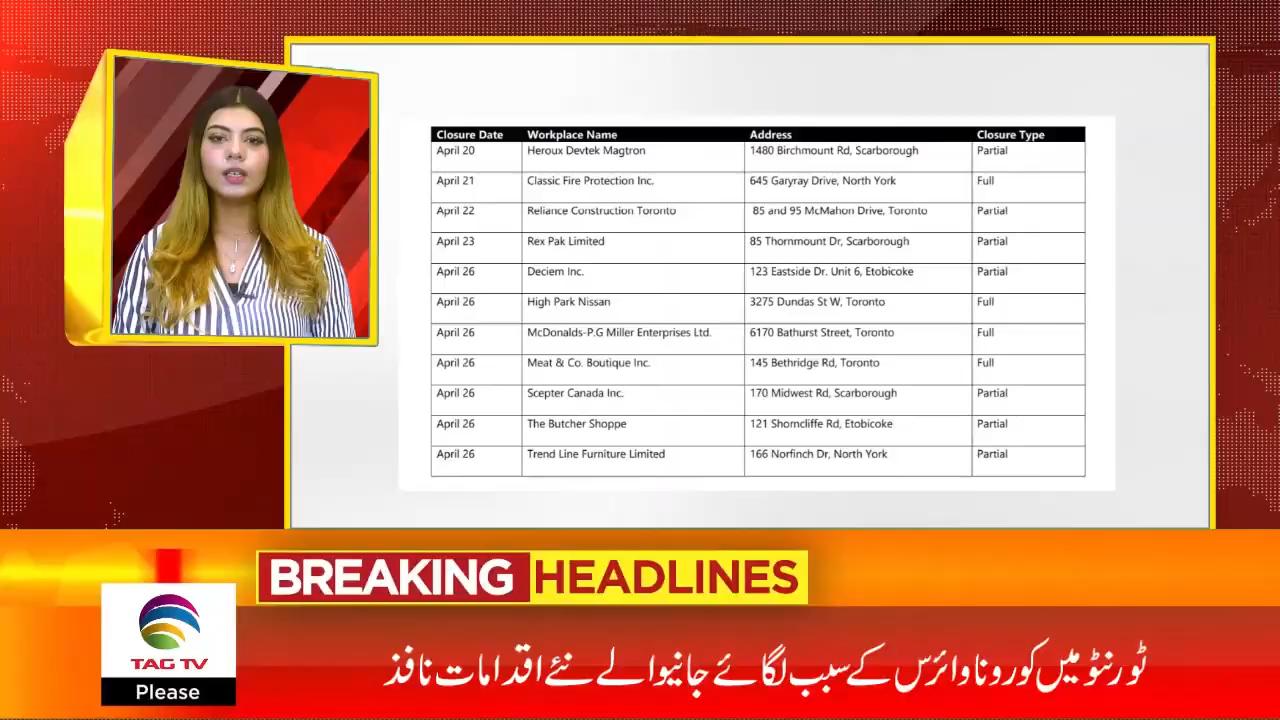 Closure Date Workplace Name Address Closure Type
April 20 Heroux Devtek Magtron 1480 Birchmount Rd, Scarborough Partial
April 21 Classic Fire Protection Inc. 645 Garyray Drive, North York Full
April 22 Reliance Construction Toronto 85 and 95 McMahon Drive, Toronto Partial
April 23 Rex Pak Limited 85 Thornmount Dr, Scarborough Partial
April 26 Deciem Inc. 123 Eastside Dr. Unit 6, Etobicoke Partial
April 26 High Park Nissan 3275 Dundas St W, Toronto Full
April 26 McDonalds-P.G Miller Enterprises Ltd. 6170 Bathurst Street, Toronto Full
April 26 Meat & Co. Boutique Inc. 145 Bethridge Rd, Toronto Full
April 26 Scepter Canada Inc. 170 Midwest Rd, Scarborough Partial
April 26 The Butcher Shoppe 121 Shorncliffe Rd, Etobicoke Partial
April 26 Trend Line Furniture Limited 166 Norfinch Dr, North York Partial
BREAKING HEADLINES
TAG TV
Please
ٹورنٹو میں کورونا وائرس کے سبب لگائے جانیوالے نئے اقدامات نافذ